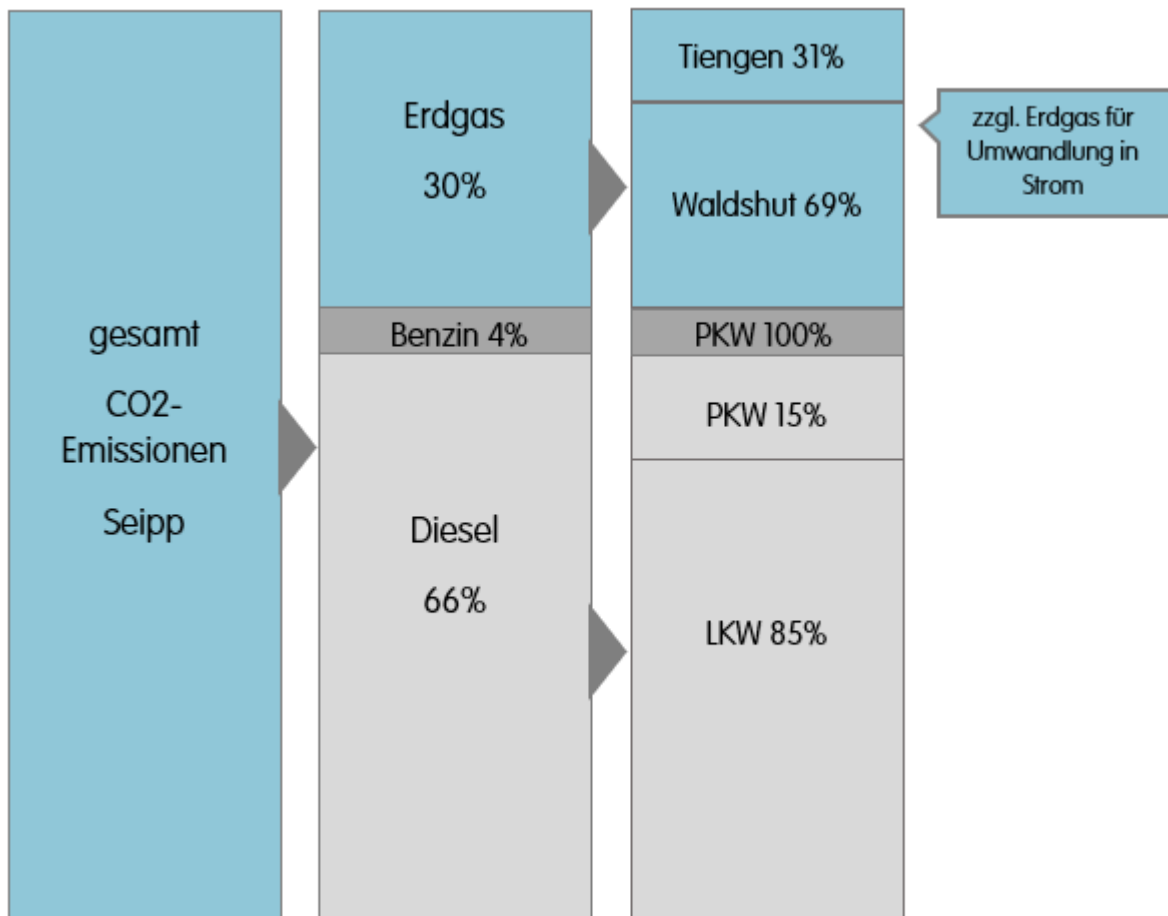 gesamt
CO2-
Emissionen
Seipp
Erdgas
30%
Benzin 4%
Diesel
66%
Tiengen 31%
Waldshut 69%
PKW 100%
PKW 15%
LKW 85%
zzgl. Erdgas für
Umwandlung in
Strom